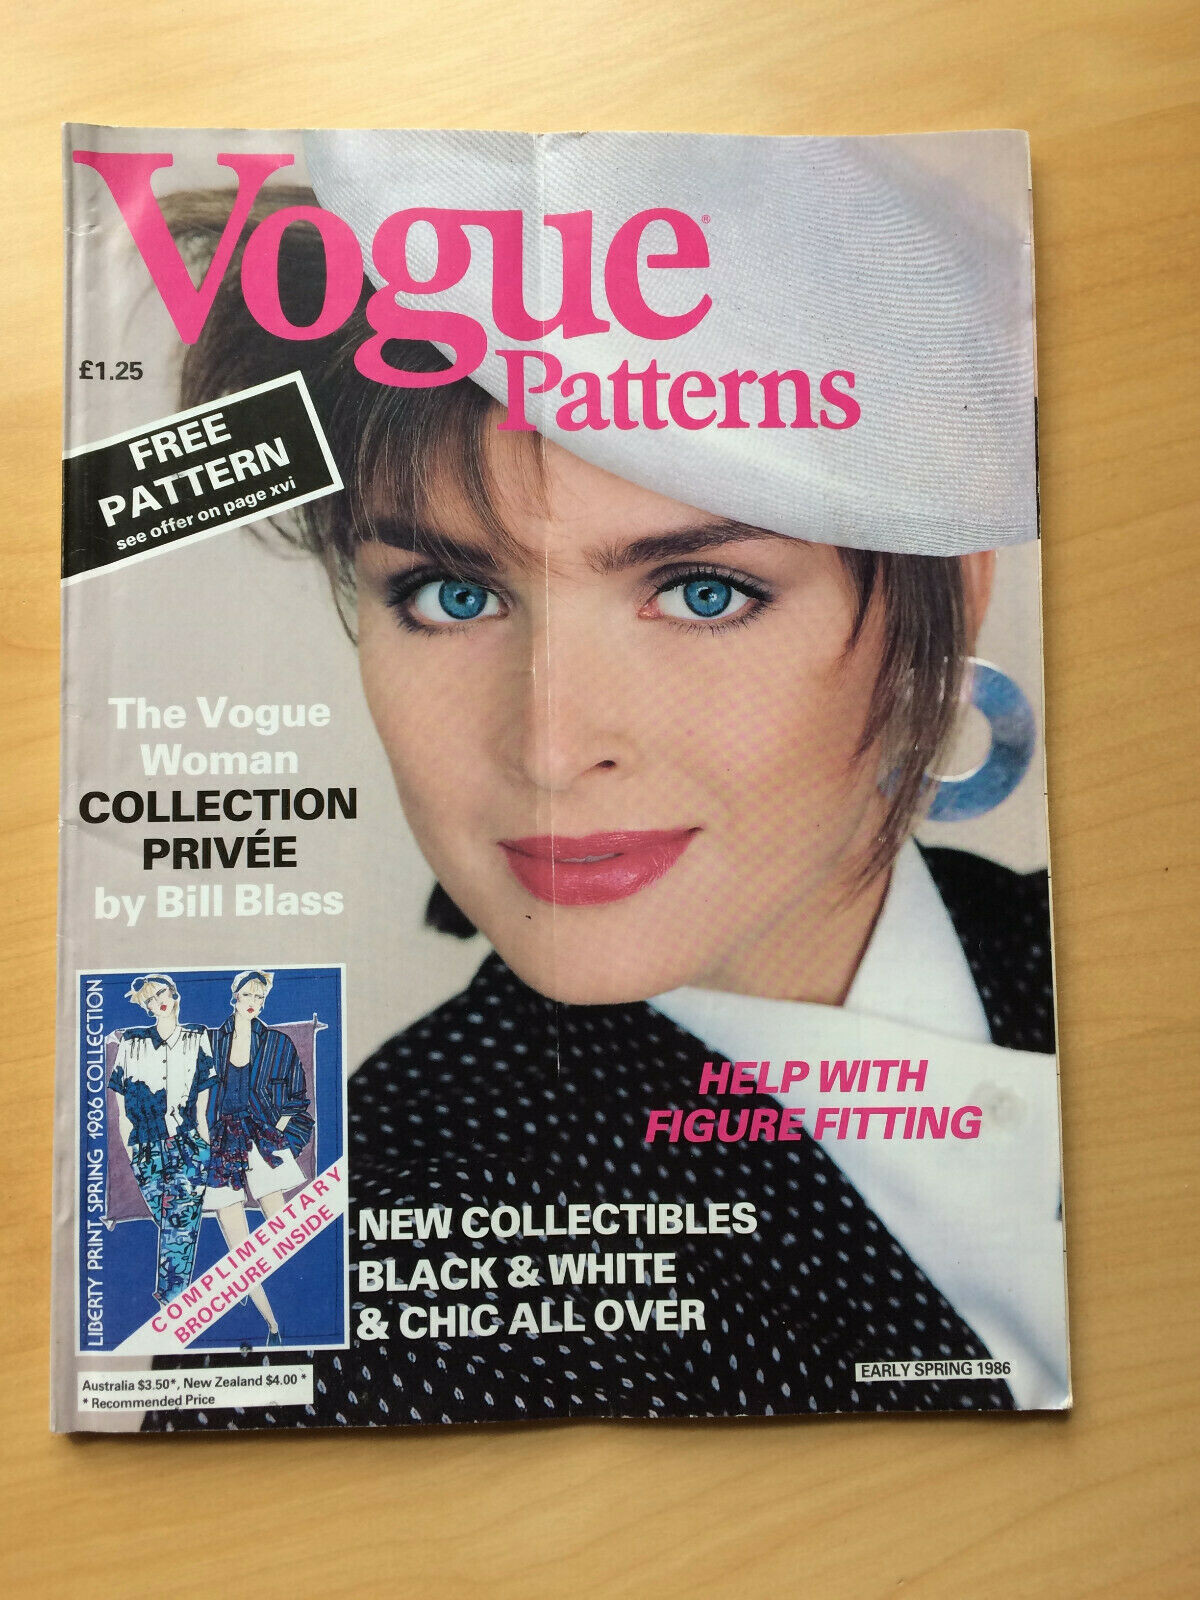 Vogue®
Patterns
£1.25
FREE
PATTERN
see offer on page xvi
The Vogue
Woman
COLLECTION
PRIVÉE
by Bill Blass
LIBERTY PRINT SPRING 1986 COLLECTION
COMPLIMENTARY
BROCHURE INSIDE
HELP WITH
FIGURE FITTING
NEW COLLECTIBLES
BLACK & WHITE
& CHIC ALL OVER
EARLY SPRING 1986
Australia $3.50*, New Zealand $4.00*
* Recommended Price